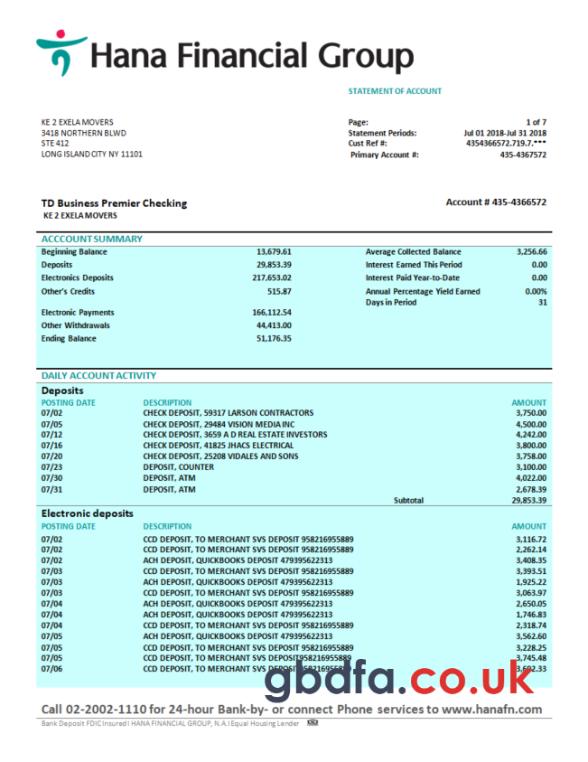 Hana Financial Group
STATEMENT OF ACCOUNT
KE 2 EXELA MOVERS
3418 NORTHERN BLWD
STE 412
LONG ISLAND CITY NY 11101
Page: 1 of 7
Statement Periods: Jul 01 2018-Jul 31 2018
Cust Ref #: 4354366572.719.7.***
Primary Account #: 435-4367572
TD Business Premier Checking
KE 2 EXELA MOVERS
Account # 435-4366572
ACCCOUNT SUMMARY
Beginning Balance 13,679.61 Average Collected Balance 3,256.66
Deposits 29,853.39 Interest Earned This Period 0.00
Electronics Deposits 217,653.02 Interest Paid Year-to-Date 0.00
Other's Credits 515.87 Annual Percentage Yield Earned 0.00%
Days in Period 31
Electronic Payments 166,112.54
Other Withdrawals 44,413.00
Ending Balance 51,176.35
DAILY ACCOUNT ACTIVITY
Deposits
POSTING DATE DESCRIPTION AMOUNT
07/02 CHECK DEPOSIT, 59317 LARSON CONTRACTORS 3,750.00
07/05 CHECK DEPOSIT, 29484 VISION MEDIA INC 4,500.00
07/12 CHECK DEPOSIT, 3659 A D REAL ESTATE INVESTORS 4,242.00
07/16 CHECK DEPOSIT, 41825 JHACS ELECTRICAL 3,800.00
07/20 CHECK DEPOSIT, 25208 VIDALES AND SONS 3,758.00
07/23 DEPOSIT, COUNTER 3,100.00
07/30 DEPOSIT, ATM 4,022.00
07/31 DEPOSIT, ATM 2,678.39
Subtotal 29,853.39
Electronic deposits
POSTING DATE DESCRIPTION AMOUNT
07/02 CCD DEPOSIT, TO MERCHANT SVS DEPOSIT 958216955889 3,116.72
07/02 CCD DEPOSIT, TO MERCHANT SVS DEPOSIT 958216955889 2,262.14
07/02 ACH DEPOSIT, QUICKBOOKS DEPOSIT 479395622313 3,408.35
07/03 CCD DEPOSIT, TO MERCHANT SVS DEPOSIT 958216955889 3,393.51
07/03 ACH DEPOSIT, QUICKBOOKS DEPOSIT 479395622313 1,925.22
07/03 CCD DEPOSIT, TO MERCHANT SVS DEPOSIT 958216955889 3,063.97
07/04 ACH DEPOSIT, QUICKBOOKS DEPOSIT 479395622313 2,650.05
07/04 ACH DEPOSIT, QUICKBOOKS DEPOSIT 479395622313 1,746.83
07/04 CCD DEPOSIT, TO MERCHANT SVS DEPOSIT 958216955889 2,318.74
07/05 ACH DEPOSIT, QUICKBOOKS DEPOSIT 479395622313 3,562.60
07/05 CCD DEPOSIT, TO MERCHANT SVS DEPOSIT 958216955889 3,228.25
07/05 CCD DEPOSIT, TO MERCHANT SVS DEPOSIT 958216955889 3,745.48
07/06 CCD DEPOSIT, TO MERCHANT SVS
gbdfa.co.uk
Call 02-2002-1110 for 24-hour Bank-by- or connect Phone services to www.hanafn.com
Bank Deposit FDIC Insured I HANA FINANCIAL GROUP, N.A.I Equal Housing Lender